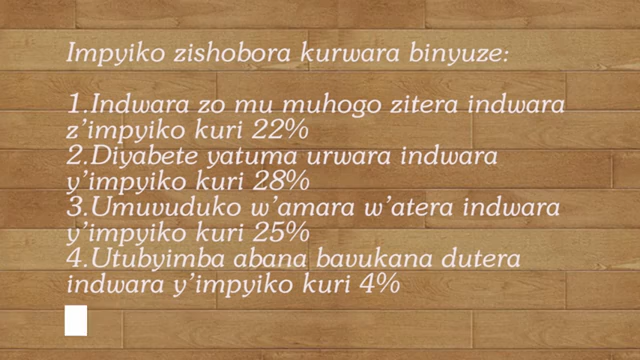 Impyiko zishobora kurwara binyuze:
1.Indwara zo mu muhogo zitera indwara
z'impyiko kuri 22%
2.Diyabete yatuma urwara indwara
y'impyiko kuri 28%
3.Umuvuduko w'amara w'atera indwara
y'impyiko kuri 25%
4.Utubyimba abana bavukana dutera
indwara y'impyiko kuri 4%